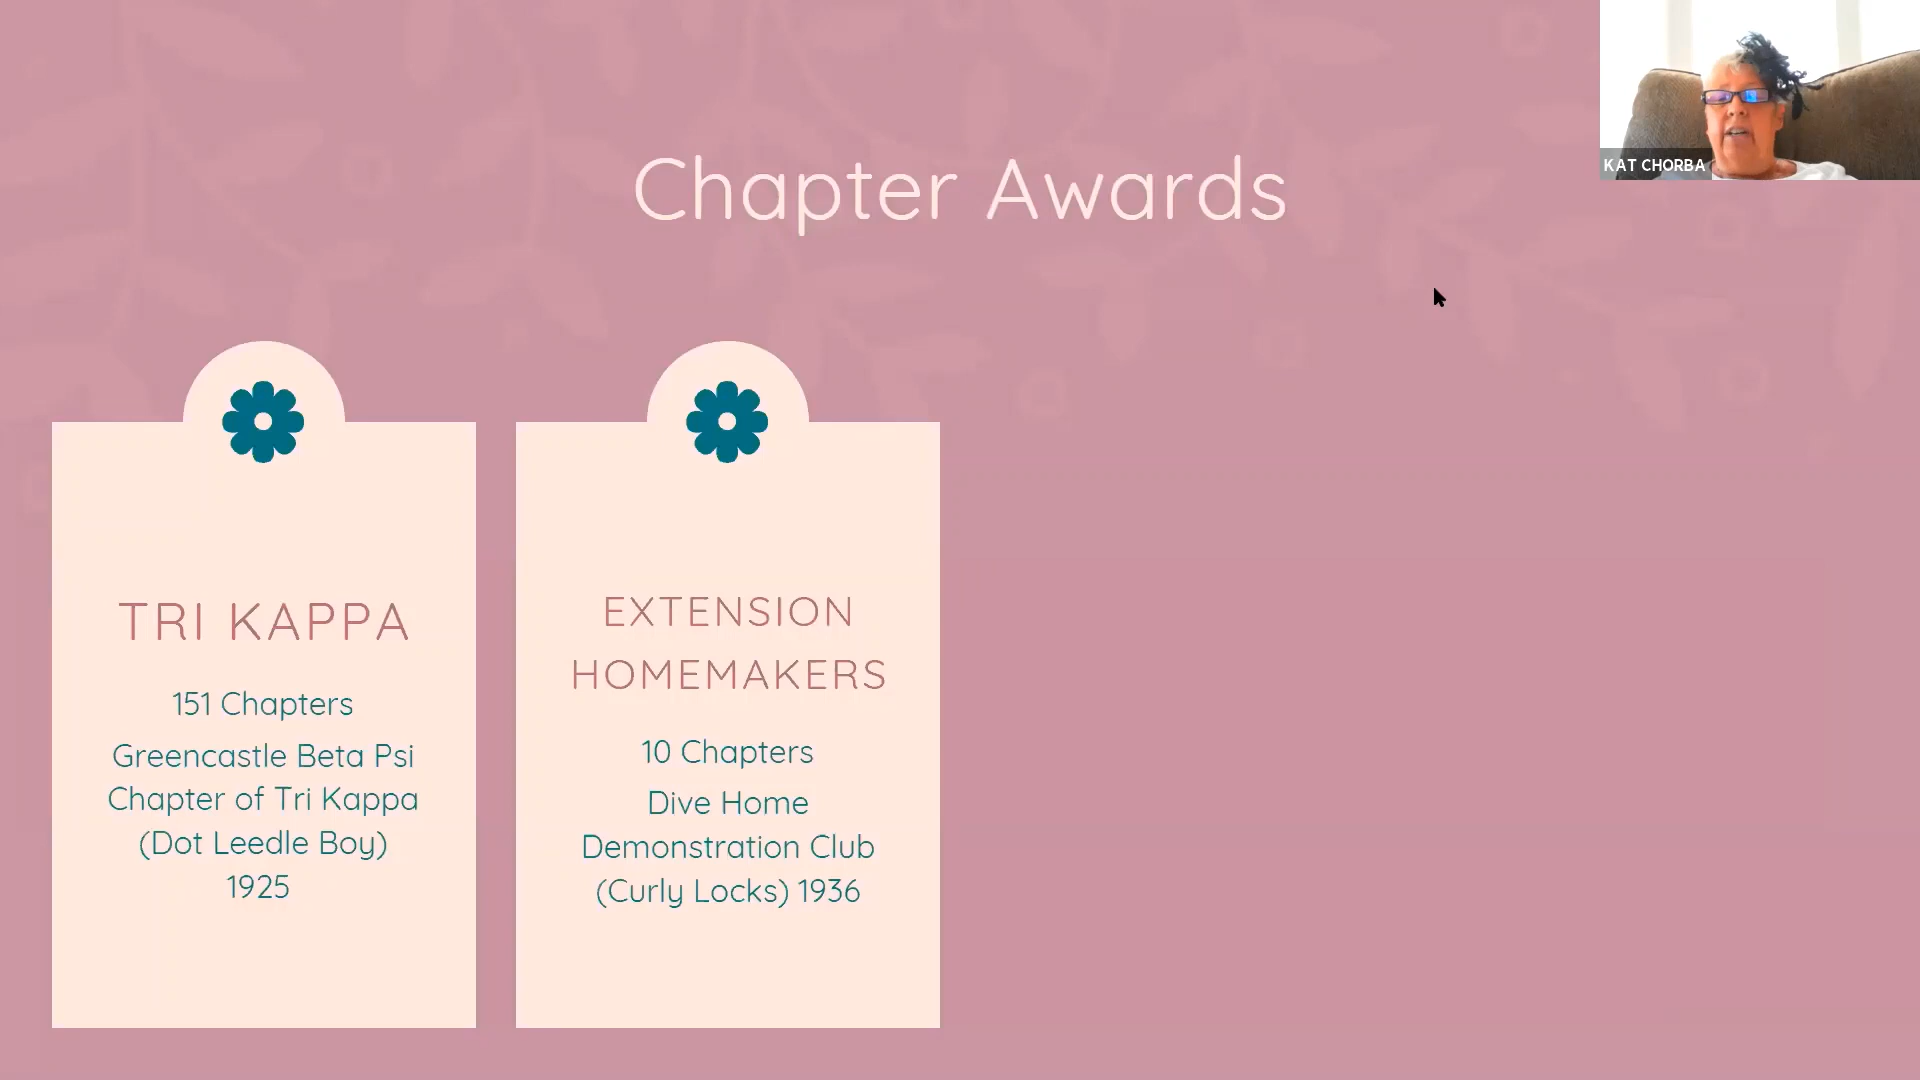 Chapter Awards
KAT CHORBA
TRI KAPPA
151 Chapters
Greencastle Beta Psi
Chapter of Tri Kappa
(Dot Leedle Boy)
1925
EXTENSION
HOMEMAKERS
10 Chapters
Dive Home
Demonstration Club
(Curly Locks) 1936